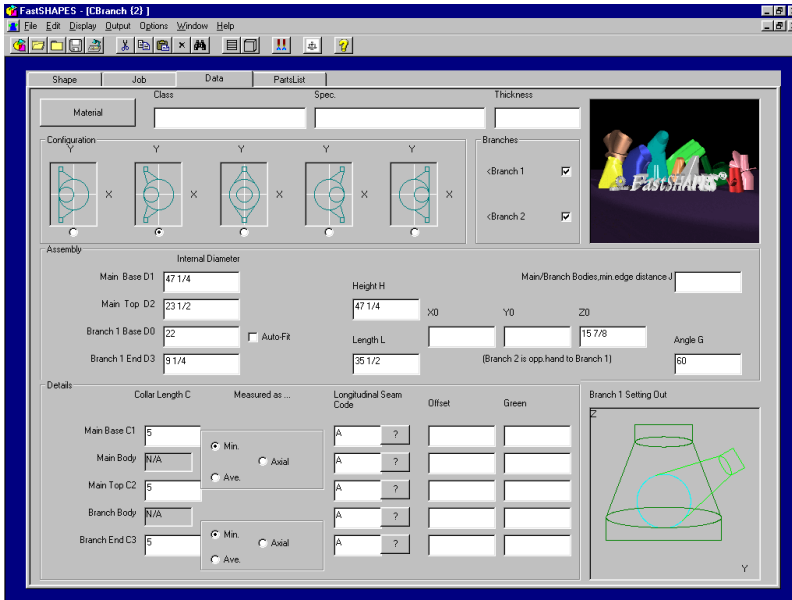 FastSHAPES - [CBranch {2} ]
File Edit Display Output Options Window Help
Shape Job Data PartsList
Class Spec. Thickness
Material
Configuration Branches
Y Y Y Y Y
X X X X X
<Branch 1
<Branch 2
FastSHAPES®
Assembly
Internal Diameter
Main Base D1 47 1/4
Main Top D2 23 1/2
Branch 1 Base D0 22
Branch 1 End D3 9 1/4
Auto-Fit
Height H
47 1/4
Length L
35 1/2
Main/Branch Bodies,min.edge distance J
X0 Y0 Z0
15 7/8
(Branch 2 is opp.hand to Branch 1)
Angle G
60
Details
Collar Length C Measured as ... Longitudinal Seam Code Offset Green
Main Base C1 5 A ?
Main Body N/A A ?
Main Top C2 5 A ?
Branch Body N/A A ?
Branch End C3 5 A ?
Min.
Axial
Ave.
Min.
Axial
Ave.
Branch 1 Setting Out
Z
Y